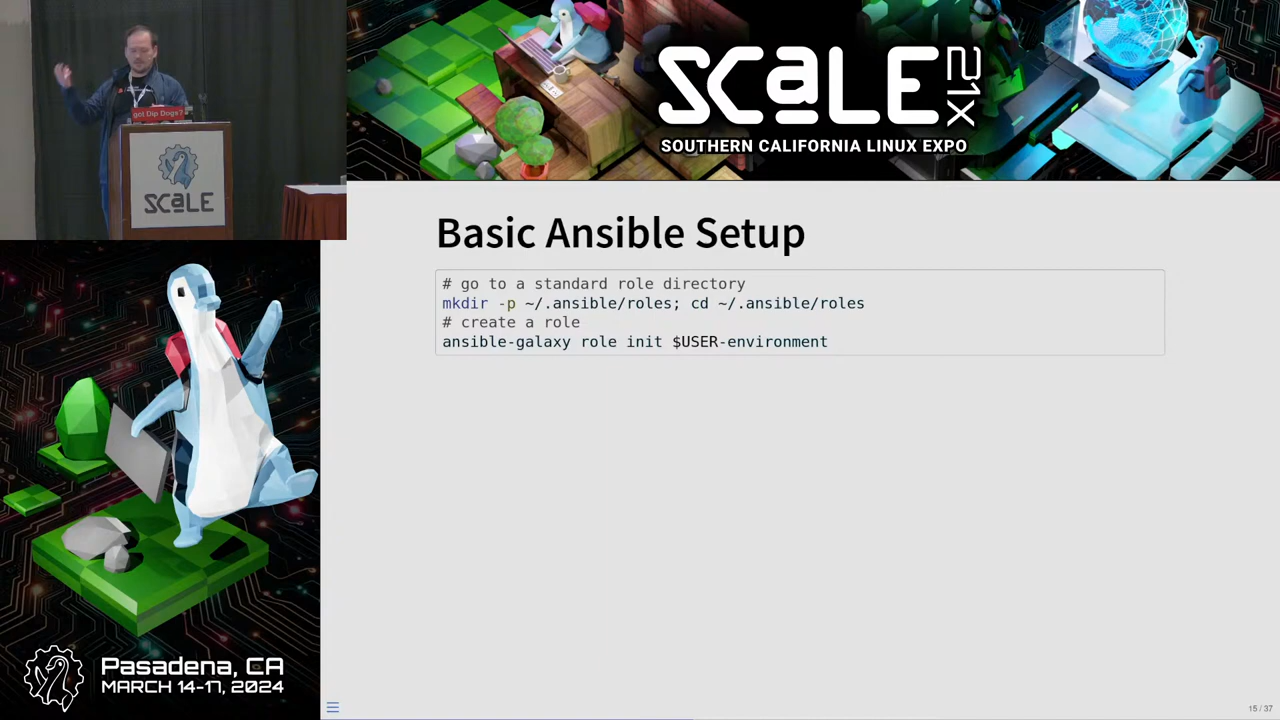 got Dip Dogs?
SCaLE
SCaLE 21X
SOUTHERN CALIFORNIA LINUX EXPO
Basic Ansible Setup
# go to a standard role directory
mkdir -p ~/.ansible/roles; cd ~/.ansible/roles
# create a role
ansible-galaxy role init $USER-environment
Pasadena, CA
MARCH 14-17, 2024
15 / 37